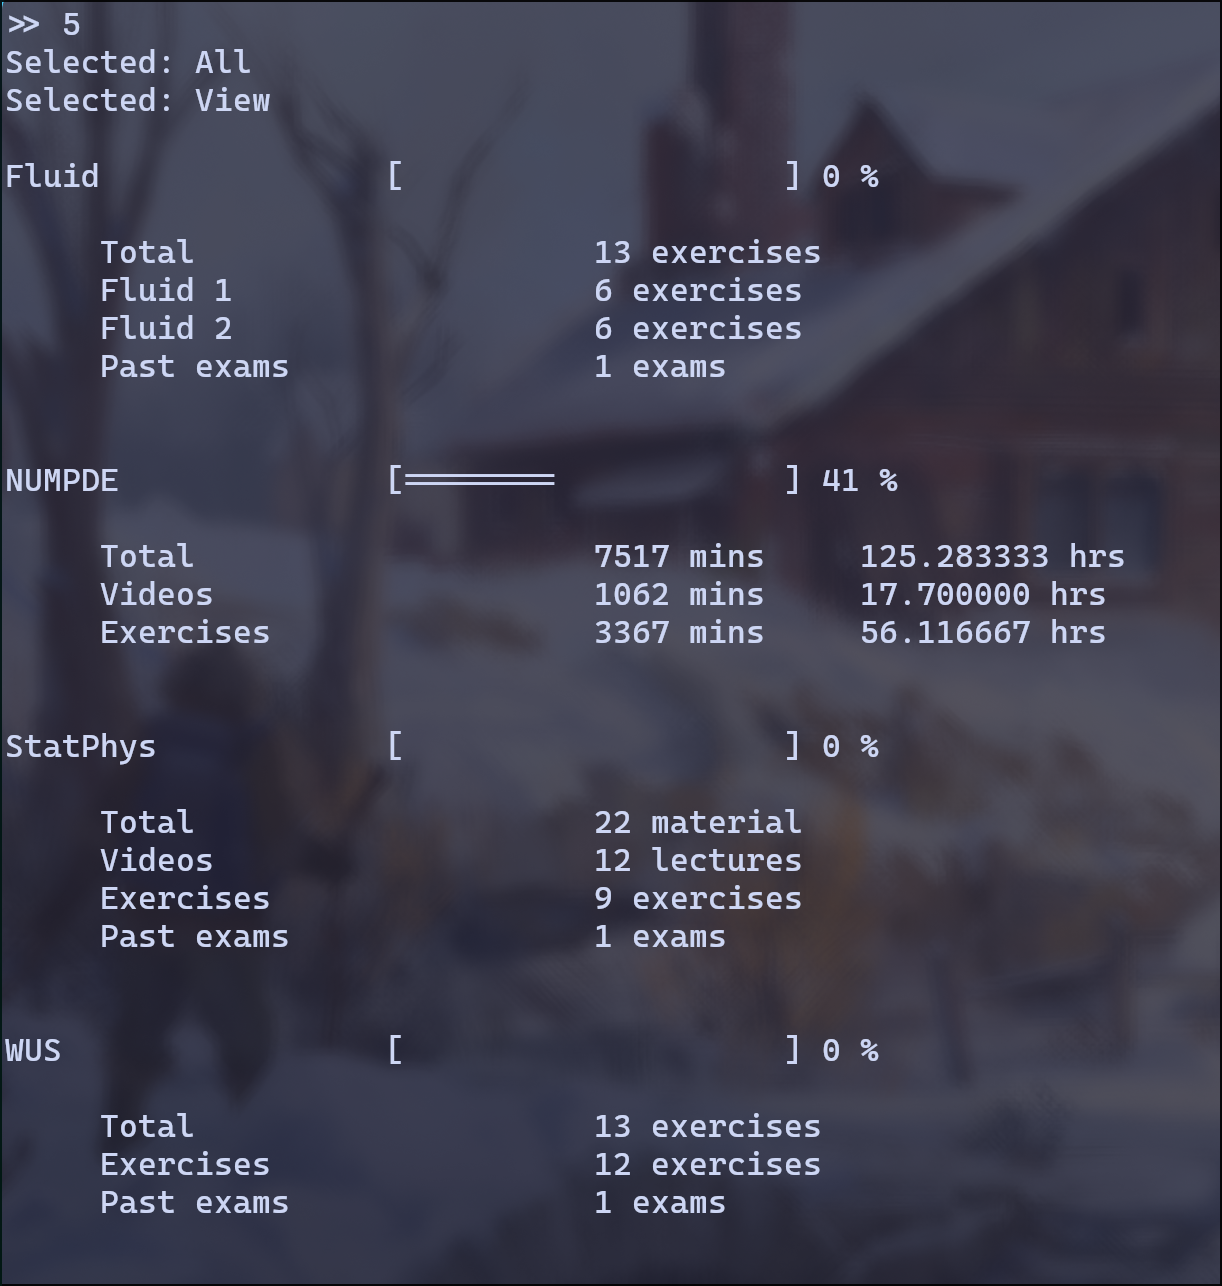 >> 5
Selected: All
Selected: View
Fluid [ ] 0 %
Total 13 exercises
Fluid 1 6 exercises
Fluid 2 6 exercises
Past exams 1 exams
NUMPDE [======== ] 41 %
Total 7517 mins 125.283333 hrs
Videos 1062 mins 17.700000 hrs
Exercises 3367 mins 56.116667 hrs
StatPhys [ ] 0 %
Total 22 material
Videos 12 lectures
Exercises 9 exercises
Past exams 1 exams
WUS [ ] 0 %
Total 13 exercises
Exercises 12 exercises
Past exams 1 exams